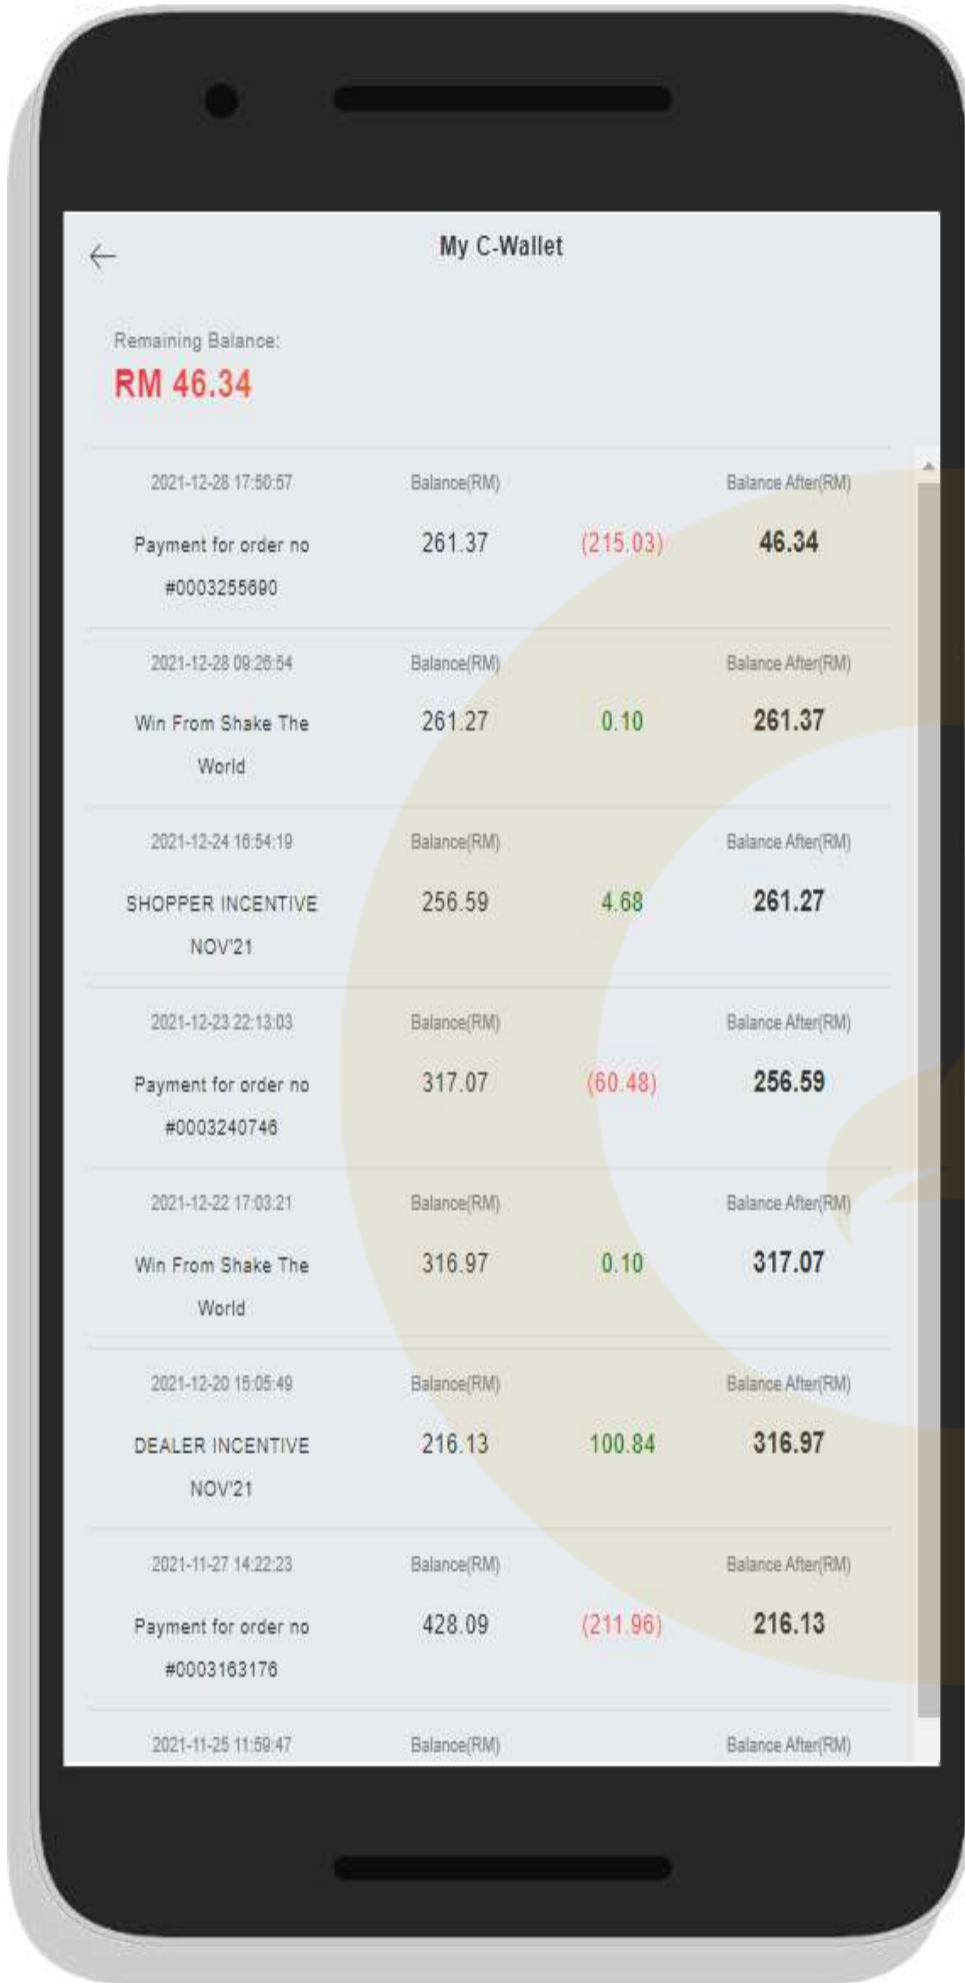 My C-Wallet
Remaining Balance:
RM 46.34
2021-12-28 17:50:57 Balance(RM) Balance After(RM)
Payment for order no 261.37 (215.03) 46.34
#0003255690
2021-12-28 09:26:54 Balance(RM) Balance After(RM)
Win From Shake The 261.27 0.10 261.37
World
2021-12-24 16:54:19 Balance(RM) Balance After(RM)
SHOPPER INCENTIVE 256.59 4.68 261.27
NOV'21
2021-12-23 22:13:03 Balance(RM) Balance After(RM)
Payment for order no 317.07 (60.48) 256.59
#0003240746
2021-12-22 17:03:21 Balance(RM) Balance After(RM)
Win From Shake The 316.97 0.10 317.07
World
2021-12-20 15:05:49 Balance(RM) Balance After(RM)
DEALER INCENTIVE 216.13 100.84 316.97
NOV'21
2021-11-27 14:22:23 Balance(RM) Balance After(RM)
Payment for order no 428.09 (211.96) 216.13
#0003163176
2021-11-25 11:59:47 Balance(RM) Balance After(RM)